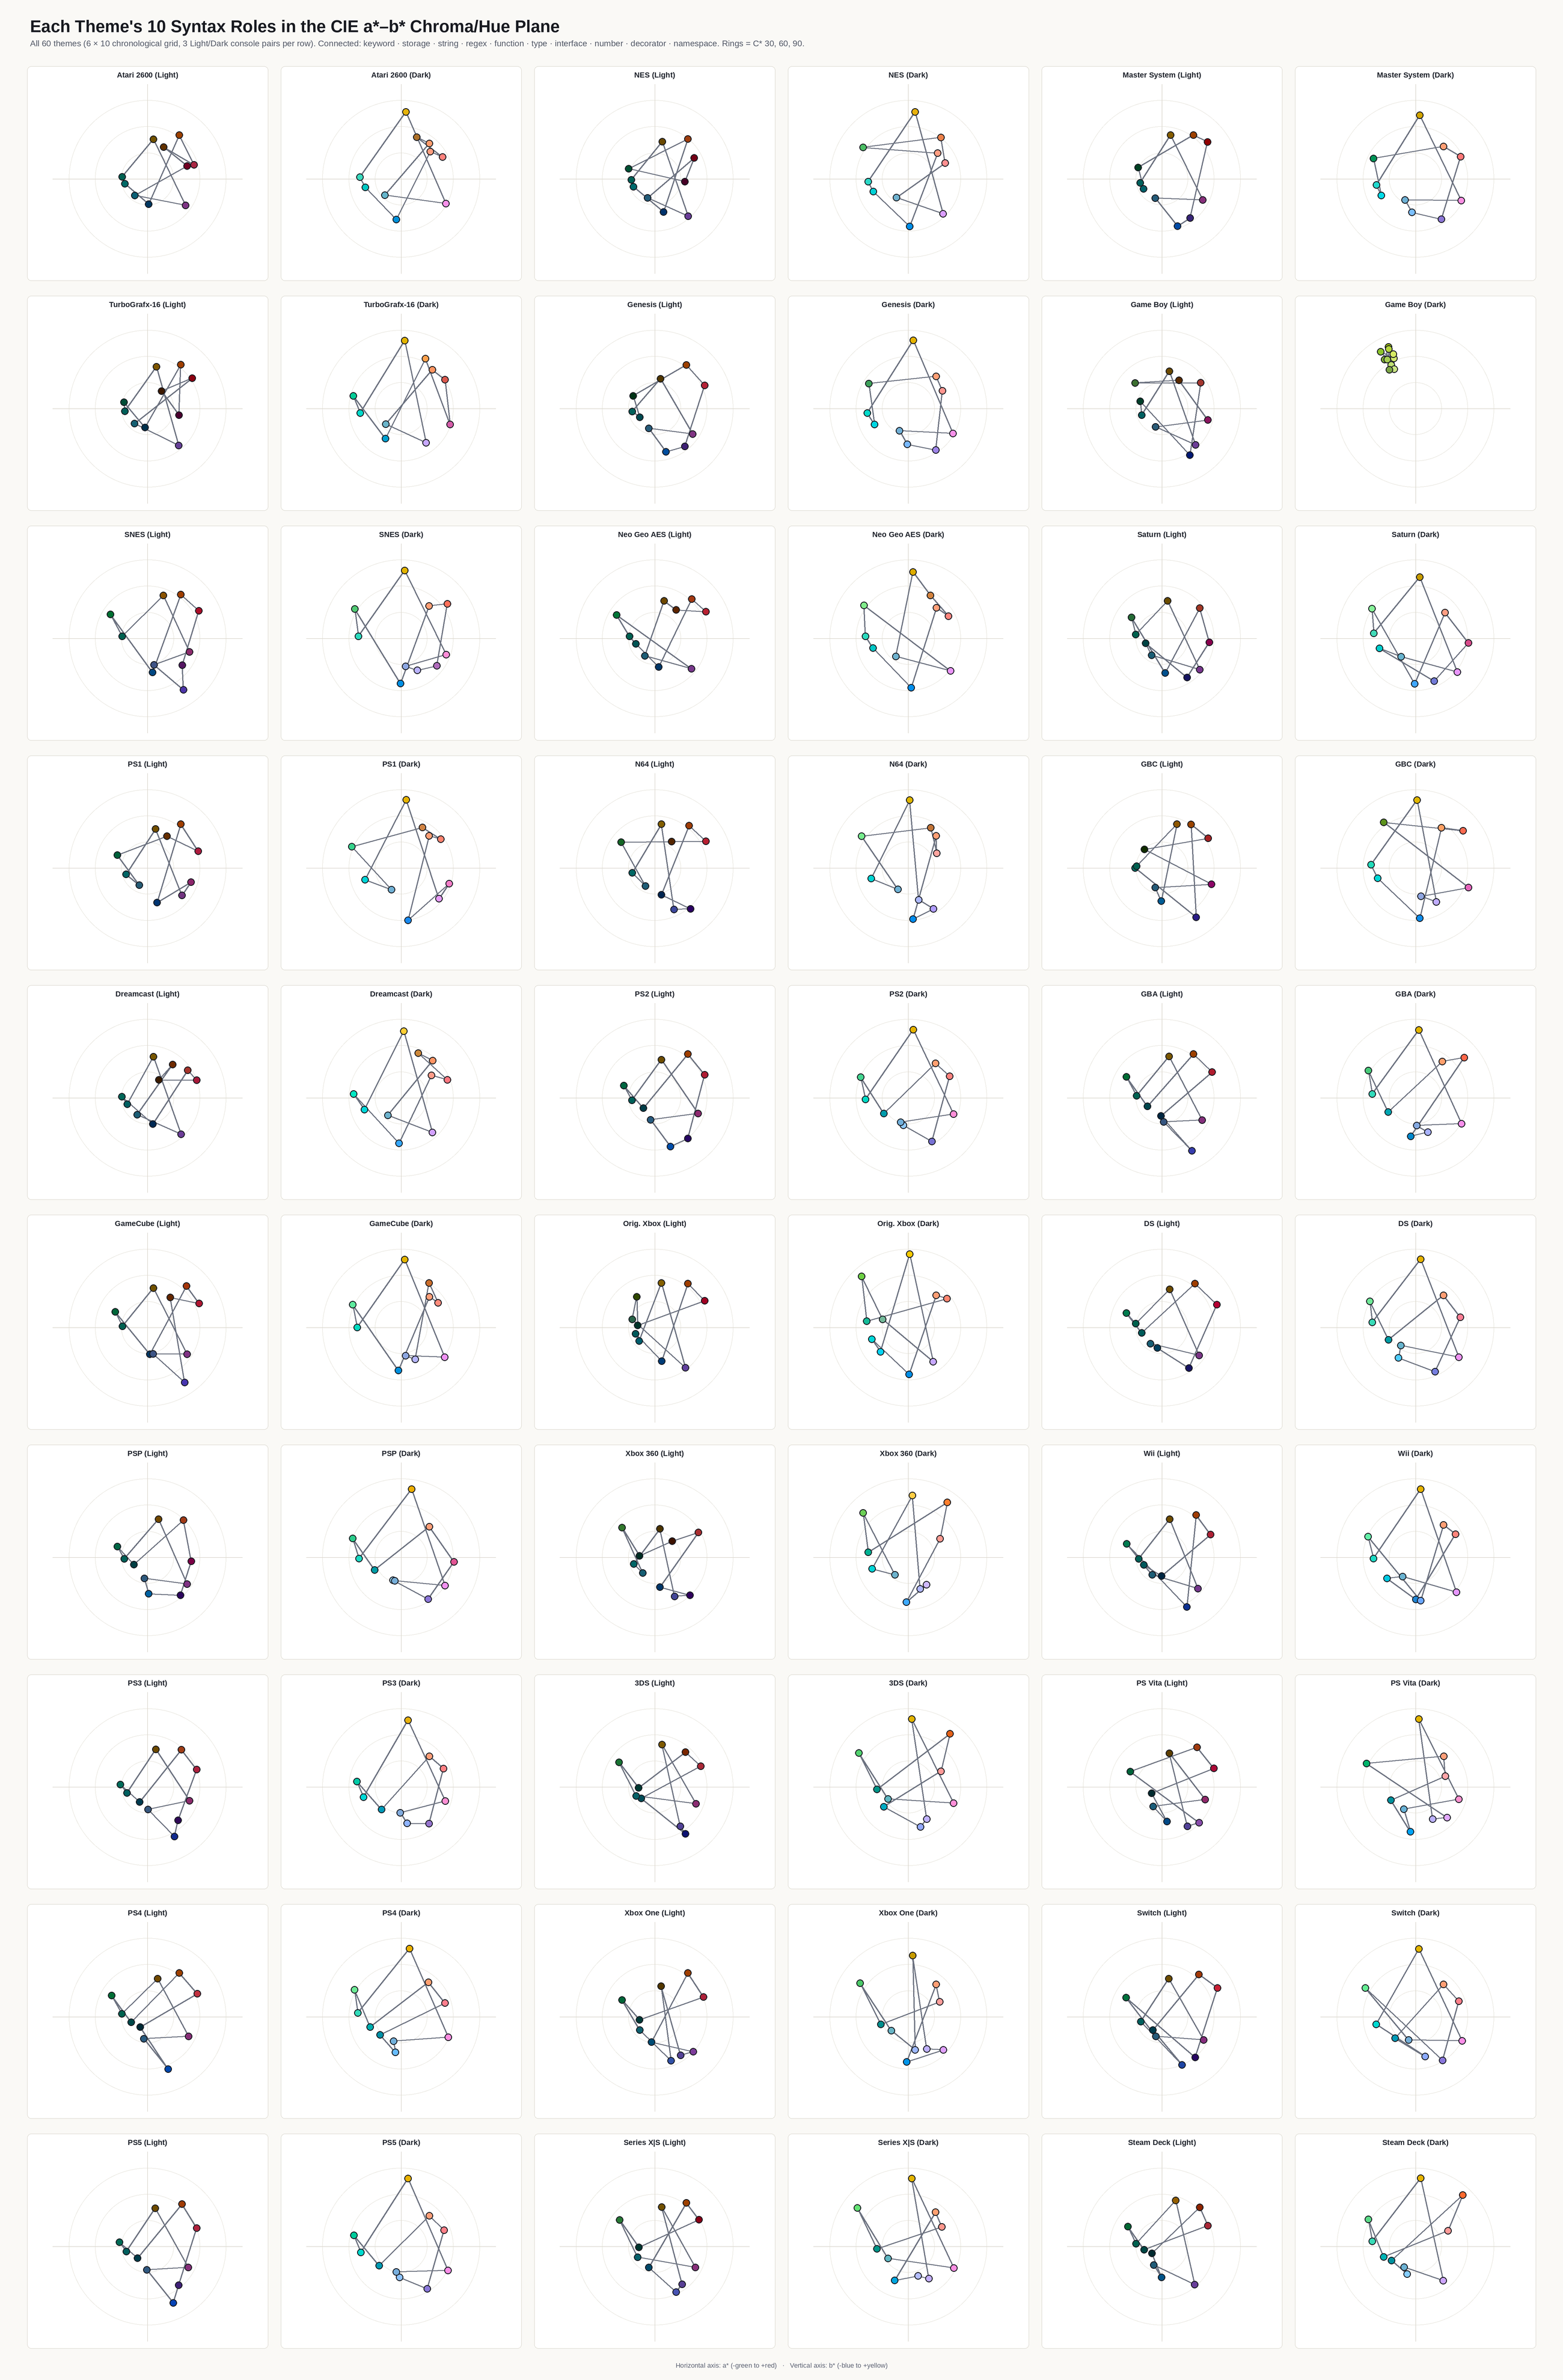 Each Theme's 10 Syntax Roles in the CIE a*–b* Chroma/Hue Plane
All 60 themes (6 × 10 chronological grid, 3 Light/Dark console pairs per row). Connected: keyword · storage · string · regex · function · type · interface · number · decorator · namespace. Rings = C* 30, 60, 90.
Atari 2600 (Light)
Atari 2600 (Dark)
NES (Light)
NES (Dark)
Master System (Light)
Master System (Dark)
TurboGrafx-16 (Light)
TurboGrafx-16 (Dark)
Genesis (Light)
Genesis (Dark)
Game Boy (Light)
Game Boy (Dark)
SNES (Light)
SNES (Dark)
Neo Geo AES (Light)
Neo Geo AES (Dark)
Saturn (Light)
Saturn (Dark)
PS1 (Light)
PS1 (Dark)
N64 (Light)
N64 (Dark)
GBC (Light)
GBC (Dark)
Dreamcast (Light)
Dreamcast (Dark)
PS2 (Light)
PS2 (Dark)
GBA (Light)
GBA (Dark)
GameCube (Light)
GameCube (Dark)
Orig. Xbox (Light)
Orig. Xbox (Dark)
DS (Light)
DS (Dark)
PSP (Light)
PSP (Dark)
Xbox 360 (Light)
Xbox 360 (Dark)
Wii (Light)
Wii (Dark)
PS3 (Light)
PS3 (Dark)
3DS (Light)
3DS (Dark)
PS Vita (Light)
PS Vita (Dark)
PS4 (Light)
PS4 (Dark)
Xbox One (Light)
Xbox One (Dark)
Switch (Light)
Switch (Dark)
PS5 (Light)
PS5 (Dark)
Series X|S (Light)
Series X|S (Dark)
Steam Deck (Light)
Steam Deck (Dark)
Horizontal axis: a* (-green to +red) · Vertical axis: b* (-blue to +yellow)